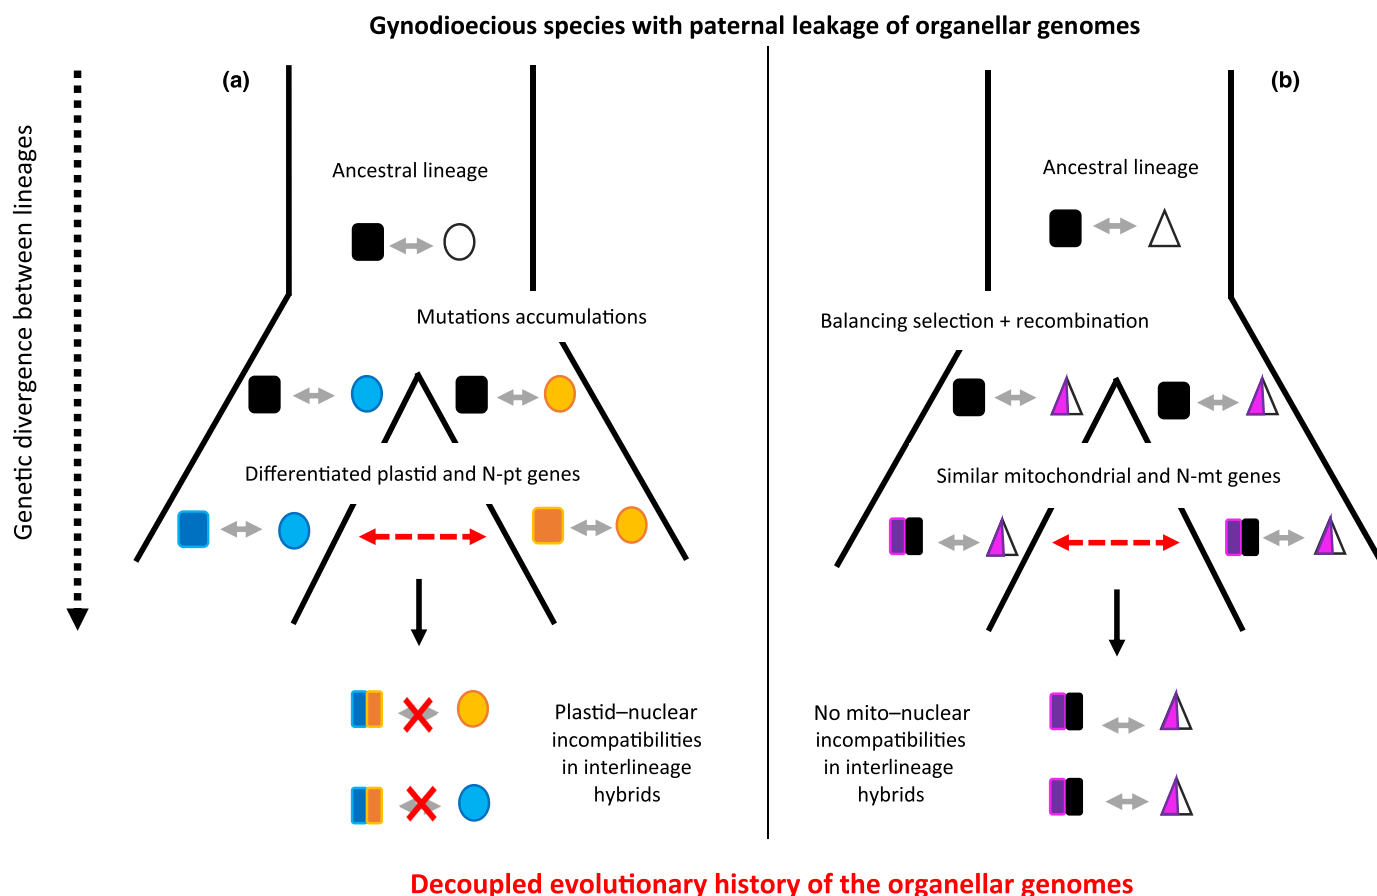 Gynodioecious species with paternal leakage of organellar genomes
Genetic divergence between lineages
(a)
Ancestral lineage
Mutations accumulations
Differentiated plastid and N-pt genes
Plastid–nuclear
incompatibilities
in interlineage
hybrids
(b)
Ancestral lineage
Balancing selection + recombination
Similar mitochondrial and N-mt genes
No mito–nuclear
incompatibilities
in interlineage
hybrids
Decoupled evolutionary history of the organellar genomes